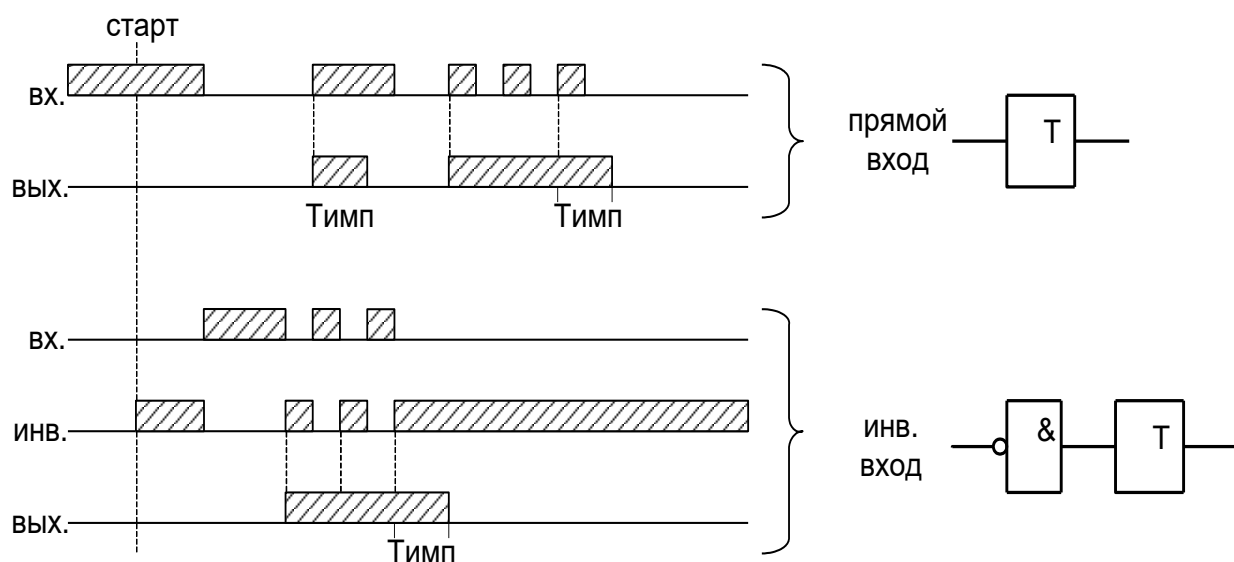 старт
вх.
вых.
Тимп
Тимп
прямой
вход
Т
вх.
инв.
вых.
Тимп
инв.
вход
&
Т